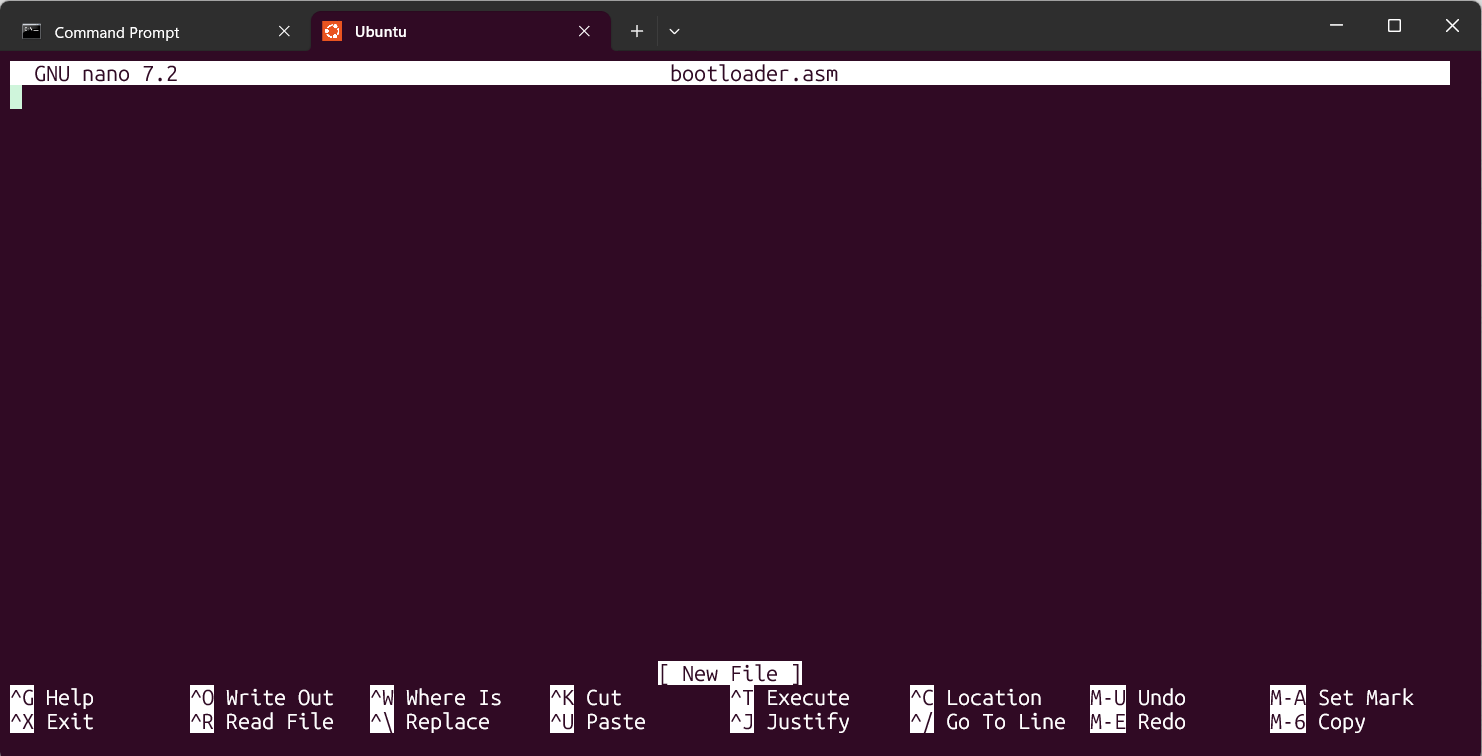 Command Prompt Ubuntu
GNU nano 7.2 bootloader.asm
[ New File ]
^G Help ^O Write Out ^W Where Is ^K Cut ^T Execute ^C Location M-U Undo M-A Set Mark
^X Exit ^R Read File ^\ Replace ^U Paste ^J Justify ^/ Go To Line M-E Redo M-6 Copy